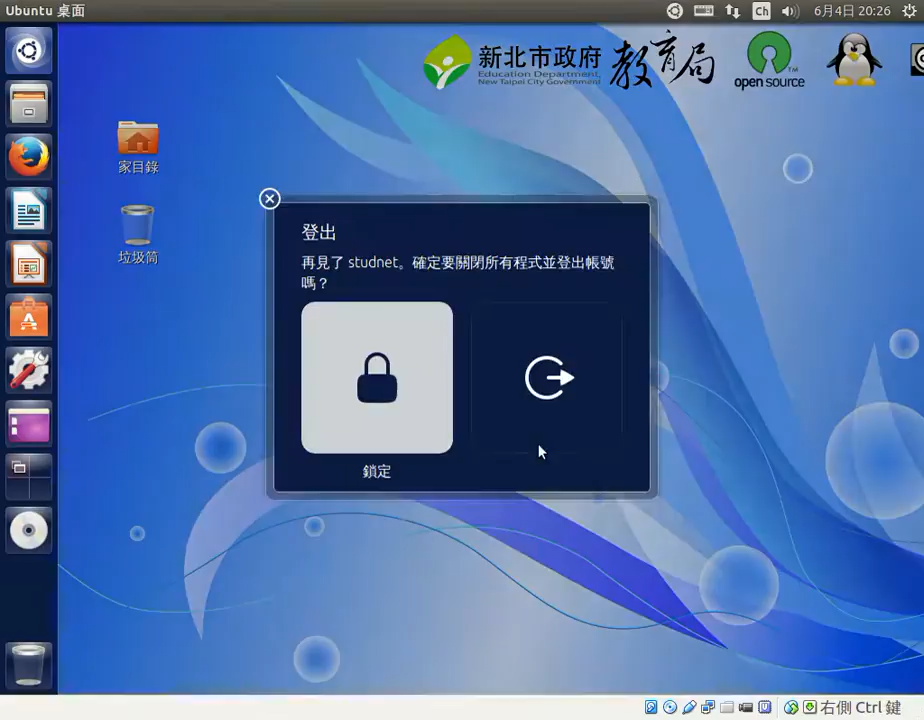 Ubuntu 桌面
Ch
6月4日 20:26
新北市政府
Education Department,
New Taipei City Government
教育局
open source
TM
家目錄
垃圾筒
登出
再見了 studnet。確定要關閉所有程式並登出帳號
嗎？
鎖定
右側 Ctrl 鍵